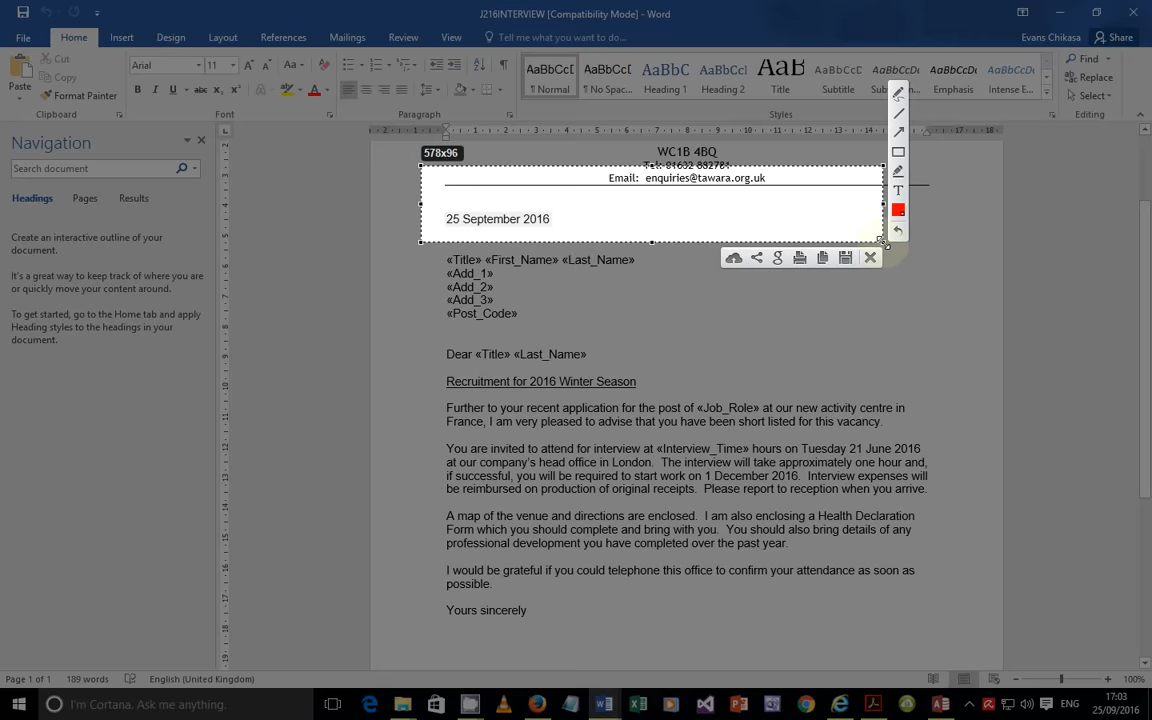 J216INTERVIEW [Compatibility Mode] - Word
File Home Insert Design Layout References Mailings Review View Tell me what you want to do... Evans Chikasa Share
Paste
Cut
Copy
Format Painter
Clipboard
Arial 11
Font
Paragraph
AaBbCcD AaBbCcD AaBbC AaBbCcI AaB AaBbCcD AaBbCcD AaBbCcD AaBbCcD
¶ Normal ¶ No Spac... Heading 1 Heading 2 Title Subtitle Emphasis Intense E...
Styles
Find
Replace
Select
Editing
Navigation
Search document
Headings Pages Results
Create an interactive outline of your
document.
It's a great way to keep track of where you are
or quickly move your content around.
To get started, go to the Home tab and apply
Heading styles to the headings in your
document.
578x96
WC1B 4BQ
Tel: 01632 882781
Email: enquiries@tawara.org.uk
25 September 2016
«Title» «First_Name» «Last_Name»
«Add_1»
«Add_2»
«Add_3»
«Post_Code»
Dear «Title» «Last_Name»
Recruitment for 2016 Winter Season
Further to your recent application for the post of «Job_Role» at our new activity centre in
France, I am very pleased to advise that you have been short listed for this vacancy.
You are invited to attend for interview at «Interview_Time» hours on Tuesday 21 June 2016
at our company's head office in London. The interview will take approximately one hour and,
if successful, you will be required to start work on 1 December 2016. Interview expenses will
be reimbursed on production of original receipts. Please report to reception when you arrive.
A map of the venue and directions are enclosed. I am also enclosing a Health Declaration
Form which you should complete and bring with you. You should also bring details of any
professional development you have completed over the past year.
I would be grateful if you could telephone this office to confirm your attendance as soon as
possible.
Yours sincerely
Page 1 of 1 189 words English (United Kingdom) 100%
I'm Cortana. Ask me anything.
ENG
17:03
25/09/2016